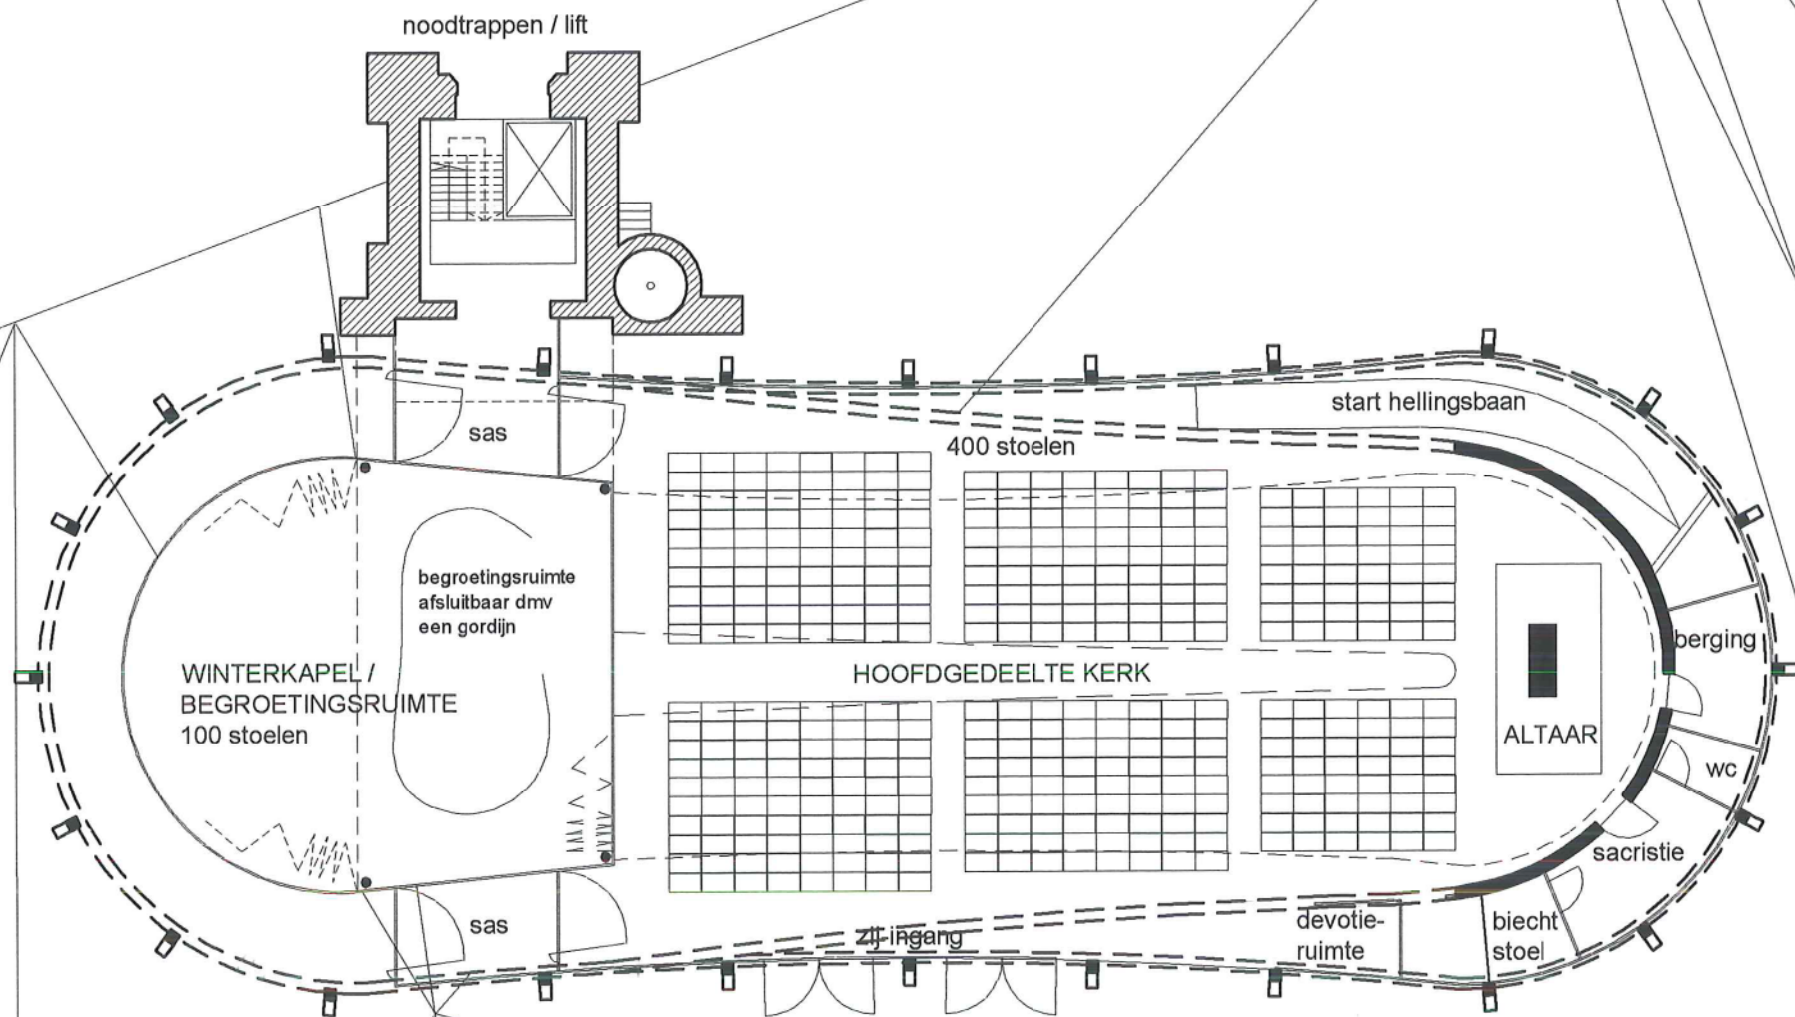 noodtrappen / lift
start hellingsbaan
sas
400 stoelen
begroetingsruimte
afsluitbaar dmv
een gordijn
berging
WINTERKAPEL /
BEGROETINGSRUIMTE
100 stoelen
HOOFDGEDEELTE KERK
ALTAAR
wc
sacristie
sas
zij ingang
devotie-
ruimte
biecht
stoel